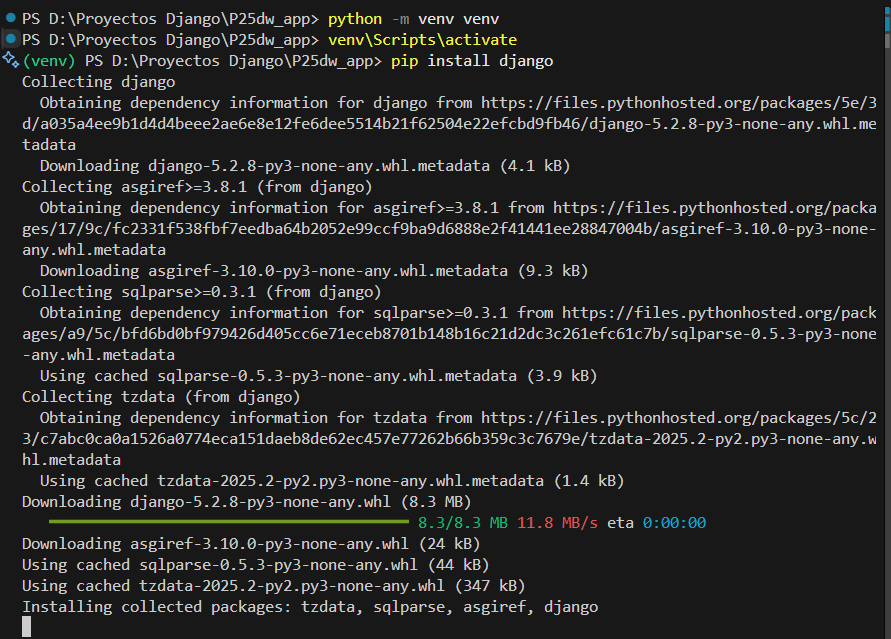 PS D:\Proyectos Django\P25dw_app> python -m venv venv
PS D:\Proyectos Django\P25dw_app> venv\Scripts\activate
(venv) PS D:\Proyectos Django\P25dw_app> pip install django
Collecting django
  Obtaining dependency information for django from https://files.pythonhosted.org/packages/5e/3
d/a035a4ee9b1d4d4beee2ae6e8e12fe6dee5514b21f62504e22efcbd9fb46/django-5.2.8-py3-none-any.whl.me
tadata
  Downloading django-5.2.8-py3-none-any.whl.metadata (4.1 kB)
Collecting asgiref>=3.8.1 (from django)
  Obtaining dependency information for asgiref>=3.8.1 from https://files.pythonhosted.org/packa
ges/17/9c/fc2331f538fbf7eedba64b2052e99ccf9ba9d6888e2f41441ee28847004b/asgiref-3.10.0-py3-none-
any.whl.metadata
  Downloading asgiref-3.10.0-py3-none-any.whl.metadata (9.3 kB)
Collecting sqlparse>=0.3.1 (from django)
  Obtaining dependency information for sqlparse>=0.3.1 from https://files.pythonhosted.org/pack
ages/a9/5c/bfd6bd0bf979426d405cc6e71eceb8701b148b16c21d2dc3c261efc61c7b/sqlparse-0.5.3-py3-none
-any.whl.metadata
  Using cached sqlparse-0.5.3-py3-none-any.whl.metadata (3.9 kB)
Collecting tzdata (from django)
  Obtaining dependency information for tzdata from https://files.pythonhosted.org/packages/5c/2
3/c7abc0ca0a1526a0774eca151daeb8de62ec457e77262b66b359c3c7679e/tzdata-2025.2-py2.py3-none-any.w
hl.metadata
  Using cached tzdata-2025.2-py2.py3-none-any.whl.metadata (1.4 kB)
Downloading django-5.2.8-py3-none-any.whl (8.3 MB)
8.3/8.3 MB 11.8 MB/s eta 0:00:00
Downloading asgiref-3.10.0-py3-none-any.whl (24 kB)
Using cached sqlparse-0.5.3-py3-none-any.whl (44 kB)
Using cached tzdata-2025.2-py2.py3-none-any.whl (347 kB)
Installing collected packages: tzdata, sqlparse, asgiref, django